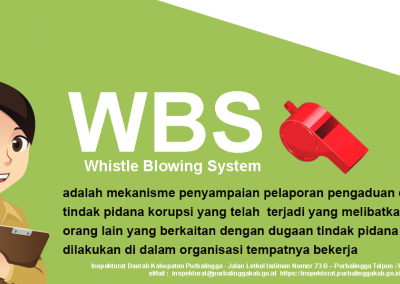 WBS
Whistle Blowing System
adalah mekanisme penyampaian pelaporan pengaduan
tindak pidana korupsi yang telah terjadi yang melibatka
orang lain yang berkaitan dengan dugaan tindak pidana
dilakukan di dalam organisasi tempatnya bekerja
Inspektorat Daerah Kabupaten Purbalingga Jalan Letkol Isdiman Nomor 73 B – Purbalingga Telpon /
eMail : inspektorat@purbalinggakab.go.id https://inspektorat.purbalinggakab.go.id